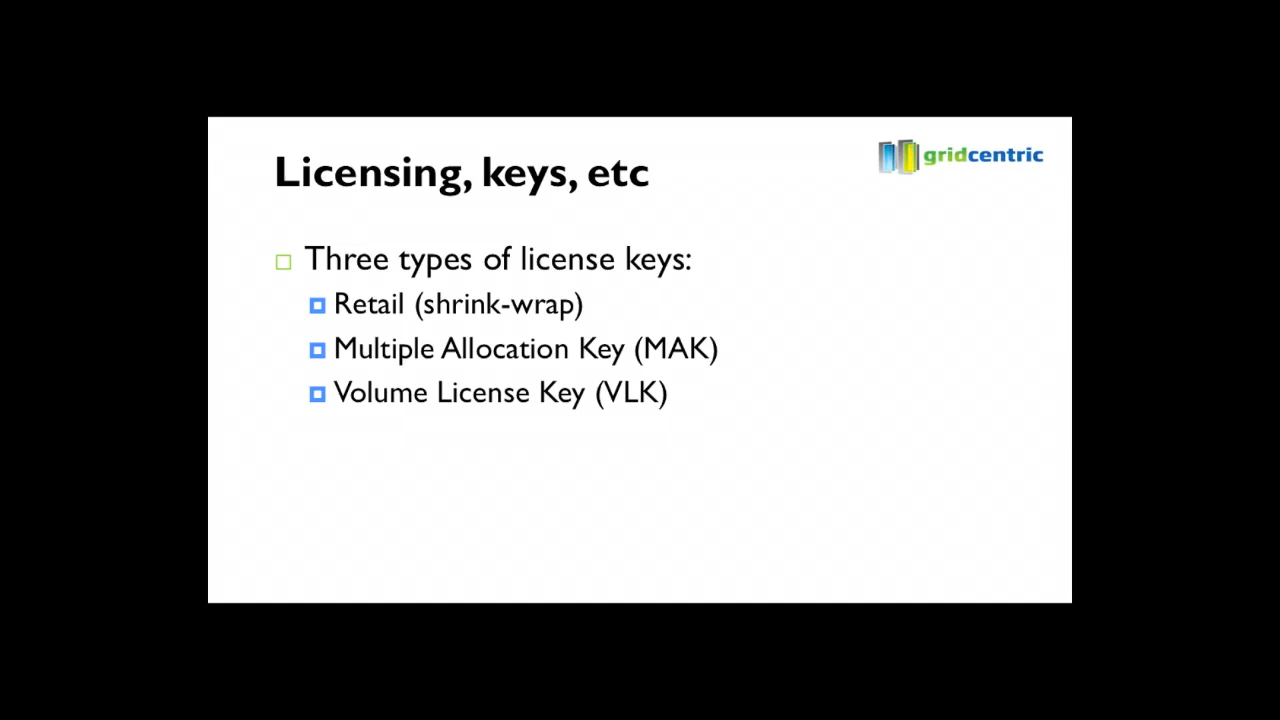 Licensing, keys, etc
gridcentric
Three types of license keys:
Retail (shrink-wrap)
Multiple Allocation Key (MAK)
Volume License Key (VLK)